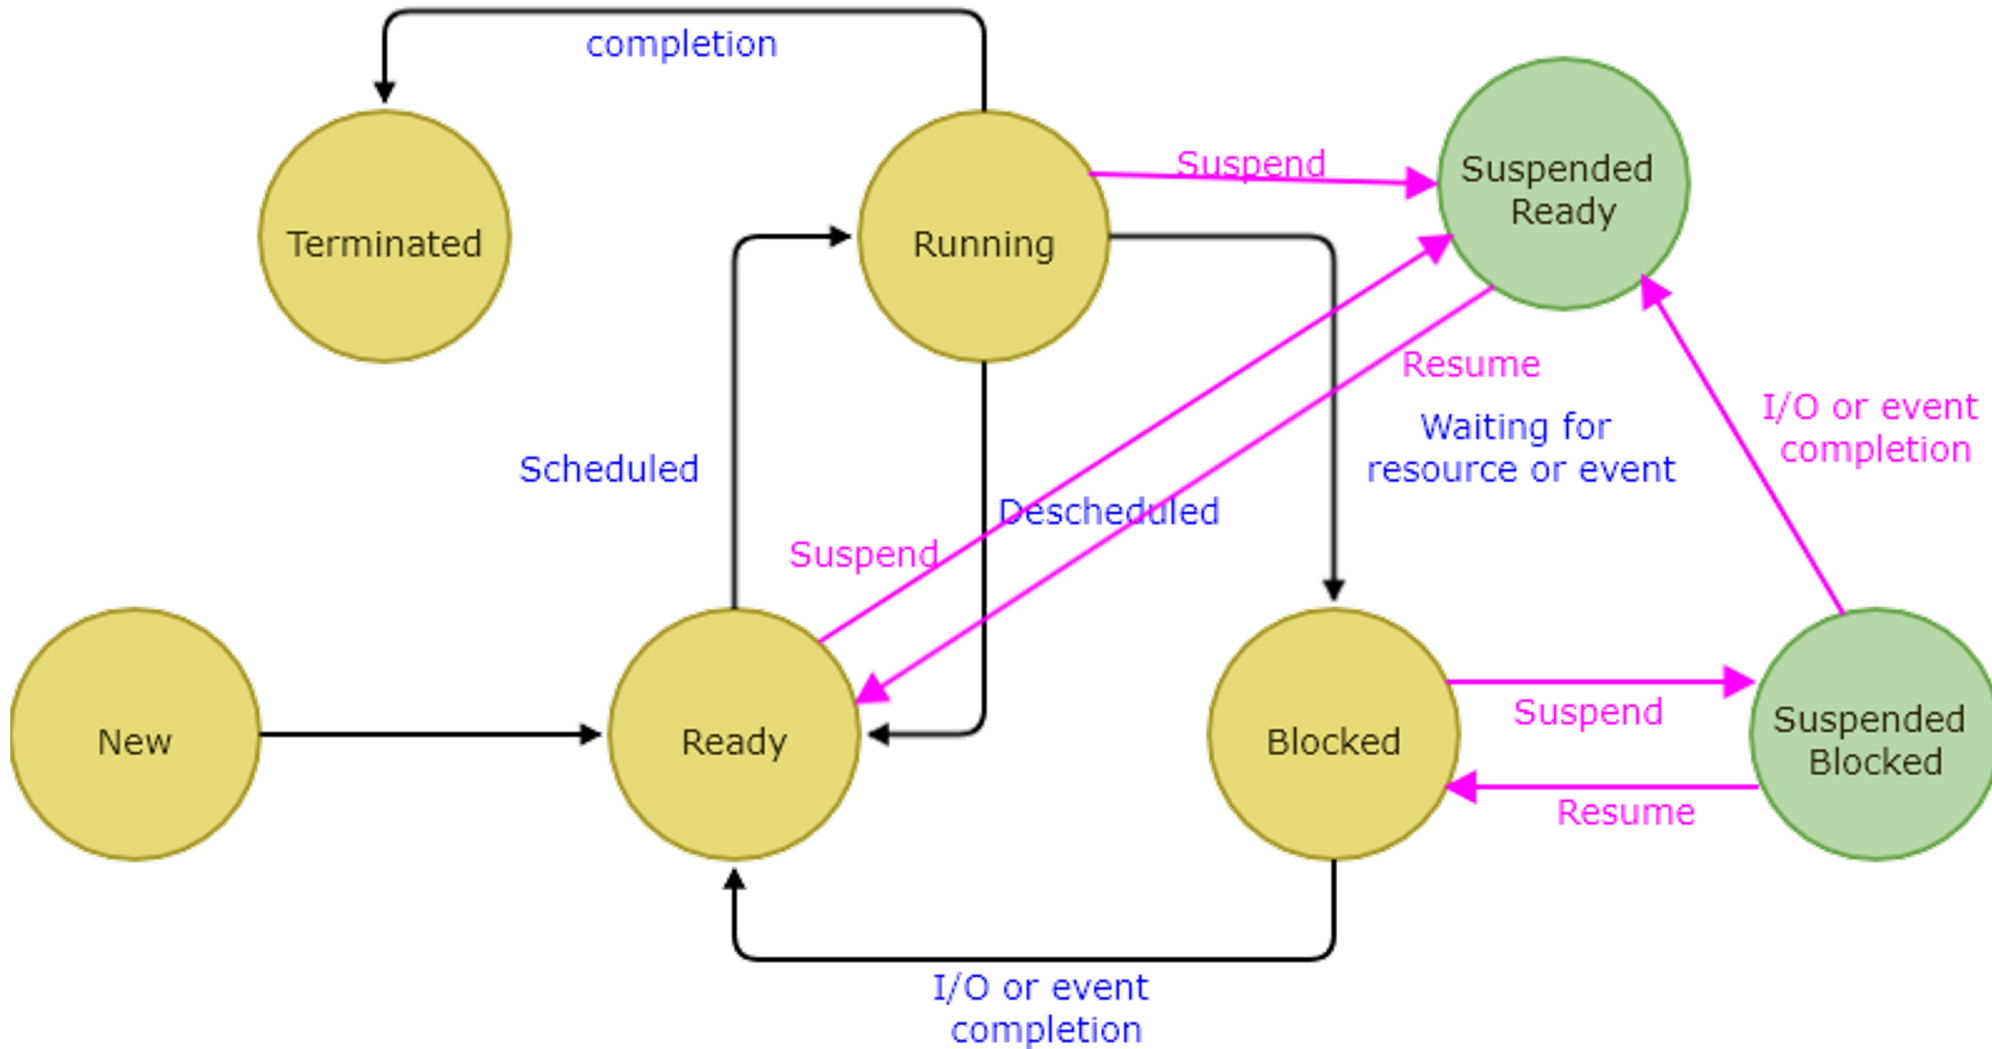 completion
Suspend
Suspended
Ready
Terminated
Running
Resume
I/O or event
completion
Waiting for
resource or event
Scheduled
Descheduled
Suspend
New
Ready
Blocked
Suspend
Suspended
Blocked
Resume
I/O or event
completion